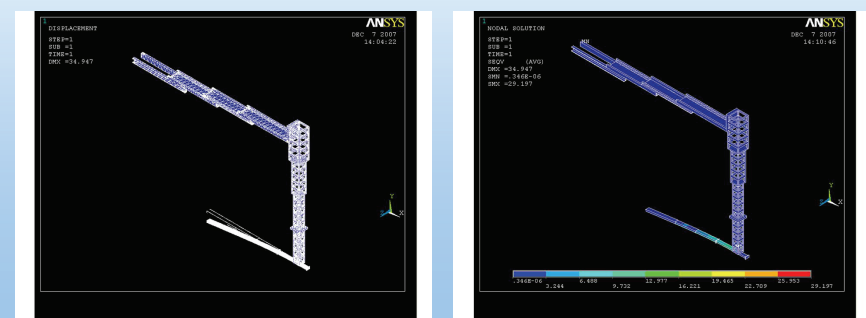 1
DISPLACEMENT
STEP=1
SUB =1
TIME=1
DMX =34.947
ANSYS
DEC 7 2007
14:04:22
Y
X
Z
1
NODAL SOLUTION
STEP=1
SUB =1
TIME=1
SEQV (AVG)
DMX =34.947
SMN =.346E-06
SMX =29.197
ANSYS
DEC 7 2007
14:10:46
MN
Y
X
Z
.346E-06 6.488 12.977 19.465 25.953
3.244 9.732 16.221 22.709 29.197